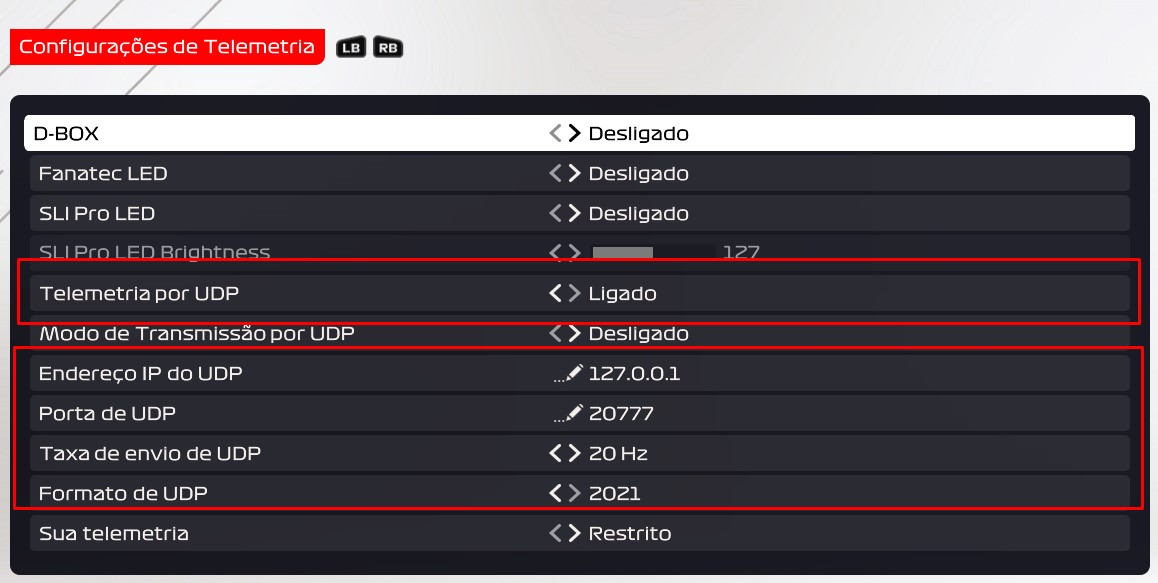 Configurações de Telemetria LB RB
D-BOX Desligado
Fanatec LED Desligado
SLI Pro LED Desligado
SLI Pro LED Brightness 127
Telemetria por UDP Ligado
Modo de Transmissão por UDP Desligado
Endereço IP do UDP ... 127.0.0.1
Porta de UDP ... 20777
Taxa de envio de UDP 20 Hz
Formato de UDP 2021
Sua telemetria Restrito